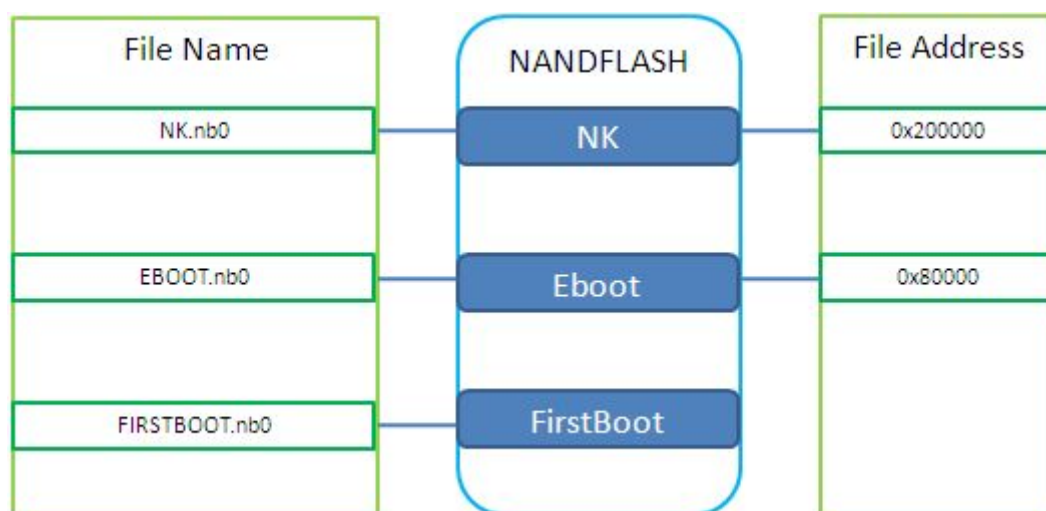 File Name
NANDFLASH
File Address
NK.nb0
NK
0x200000
EBOOT.nb0
Eboot
0x80000
FIRSTBOOT.nb0
FirstBoot